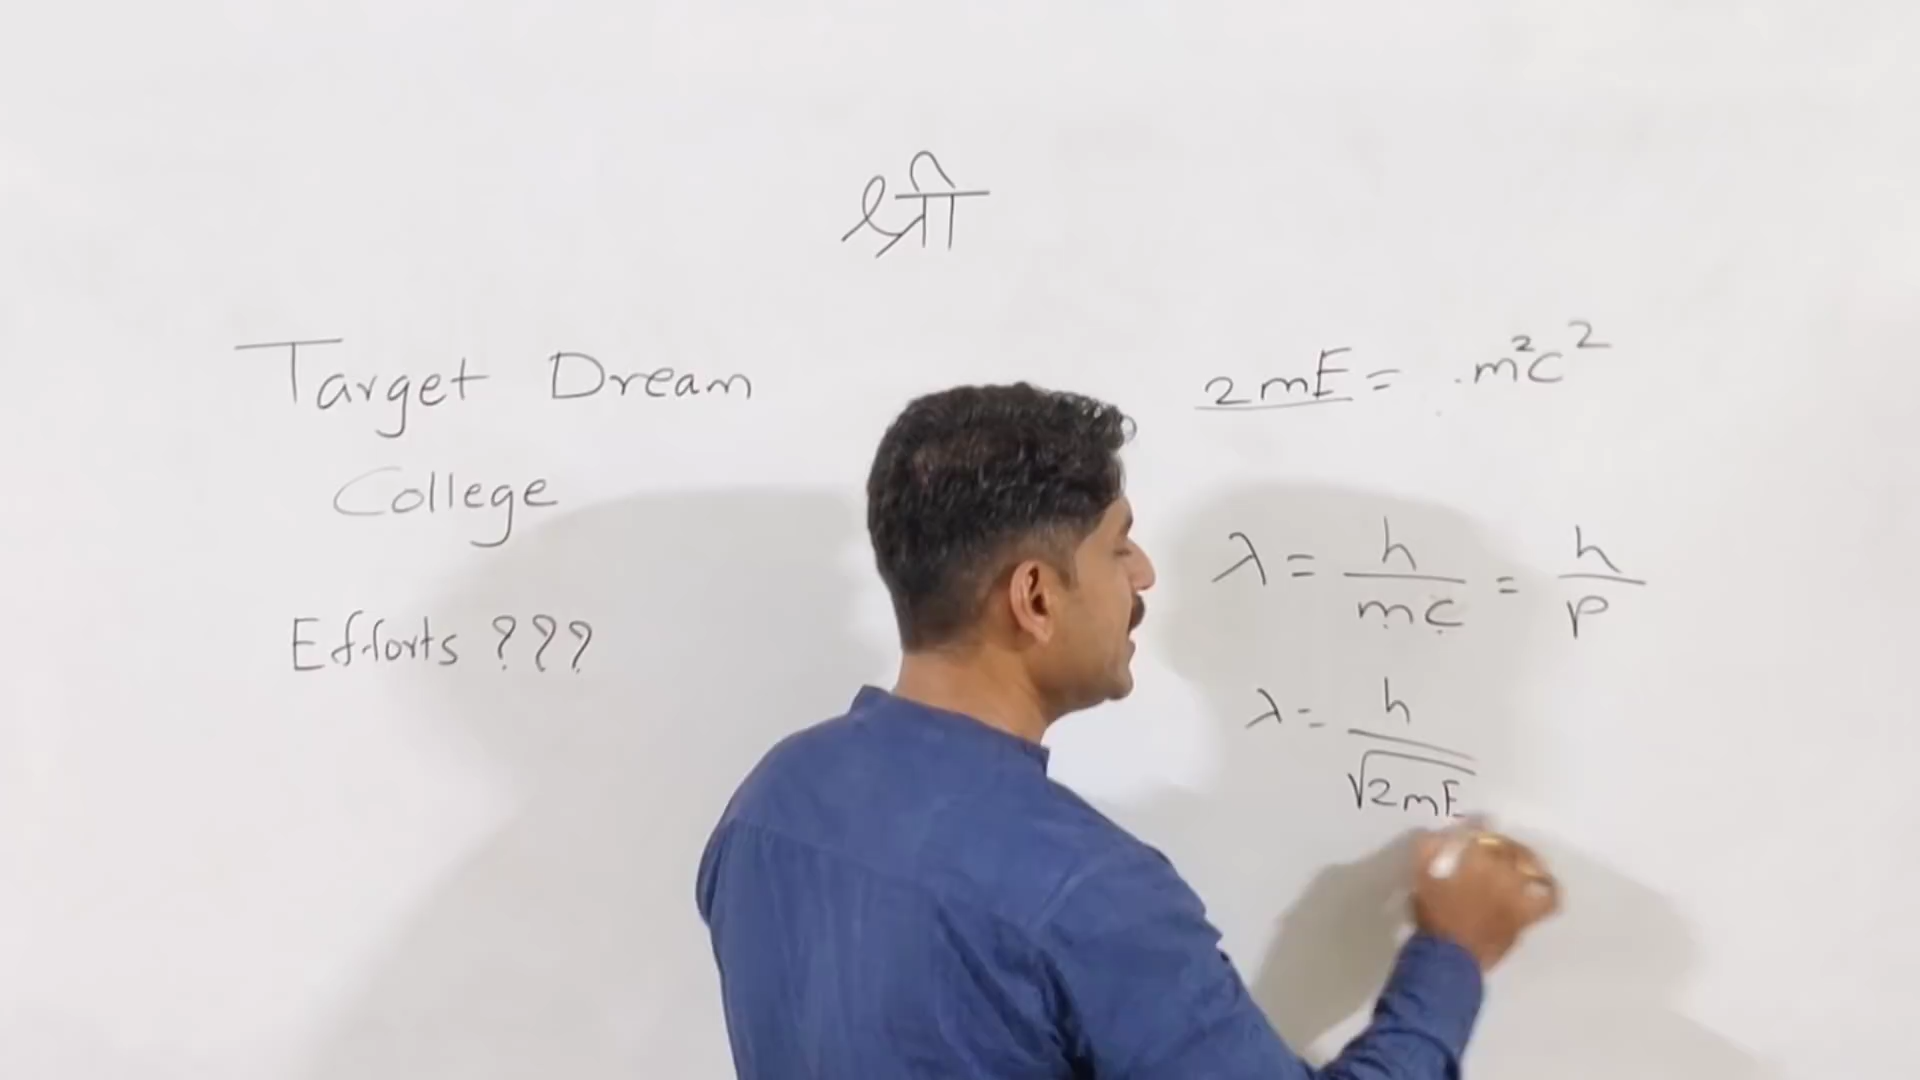 श्री
Target Dream
College
Efforts ???
2mE = m²c²
λ = h/mc = h/p
λ = h/√2mE